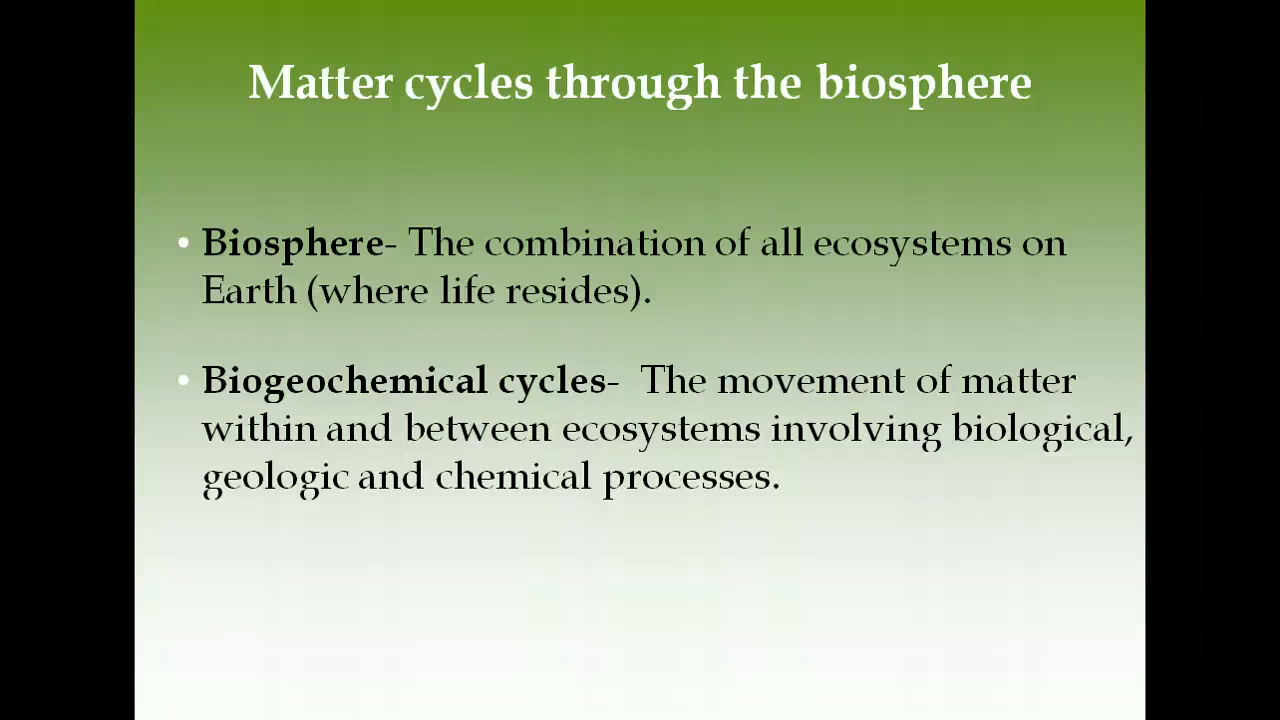 Matter cycles through the biosphere
• Biosphere- The combination of all ecosystems on
Earth (where life resides).
• Biogeochemical cycles-  The movement of matter
within and between ecosystems involving biological,
geologic and chemical processes.